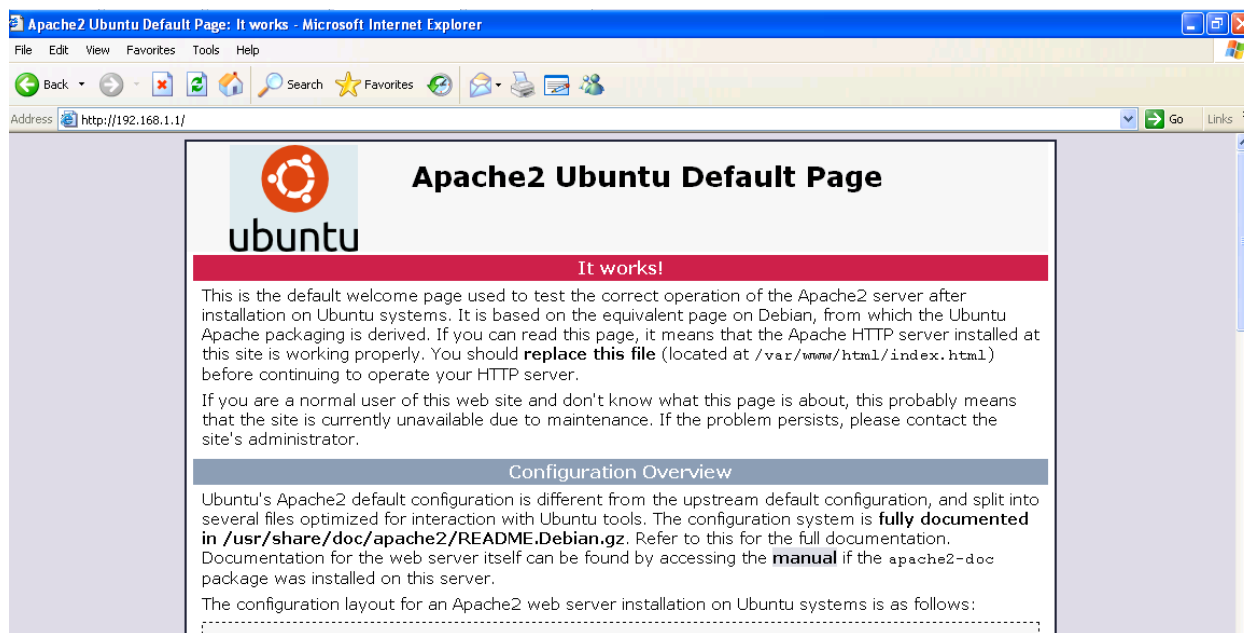 Apache2 Ubuntu Default Page: It works - Microsoft Internet Explorer
File Edit View Favorites Tools Help
Back Search Favorites
Address http://192.168.1.1/ Go Links
ubuntu
Apache2 Ubuntu Default Page
It works!
This is the default welcome page used to test the correct operation of the Apache2 server after
installation on Ubuntu systems. It is based on the equivalent page on Debian, from which the Ubuntu
Apache packaging is derived. If you can read this page, it means that the Apache HTTP server installed at
this site is working properly. You should replace this file (located at /var/www/html/index.html)
before continuing to operate your HTTP server.
If you are a normal user of this web site and don't know what this page is about, this probably means
that the site is currently unavailable due to maintenance. If the problem persists, please contact the
site's administrator.
Configuration Overview
Ubuntu's Apache2 default configuration is different from the upstream default configuration, and split into
several files optimized for interaction with Ubuntu tools. The configuration system is fully documented
in /usr/share/doc/apache2/README.Debian.gz. Refer to this for the full documentation.
Documentation for the web server itself can be found by accessing the manual if the apache2-doc
package was installed on this server.
The configuration layout for an Apache2 web server installation on Ubuntu systems is as follows: